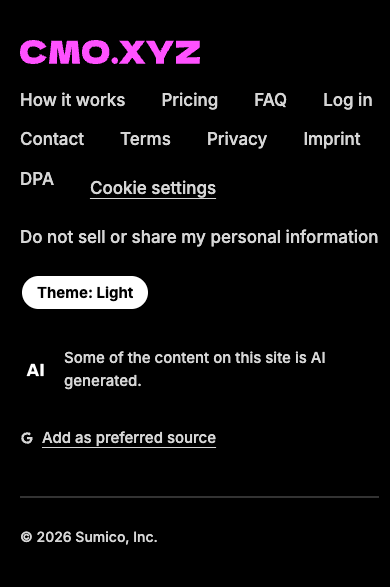 CMO.XYZ
How it works Pricing FAQ Log in
Contact Terms Privacy Imprint
DPA Cookie settings
Do not sell or share my personal information
Theme: Light
AI Some of the content on this site is AI
generated.
G Add as preferred source
© 2026 Sumico, Inc.